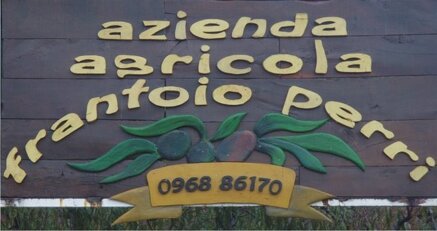 azienda
agricola
frantoio perri
0968 86170